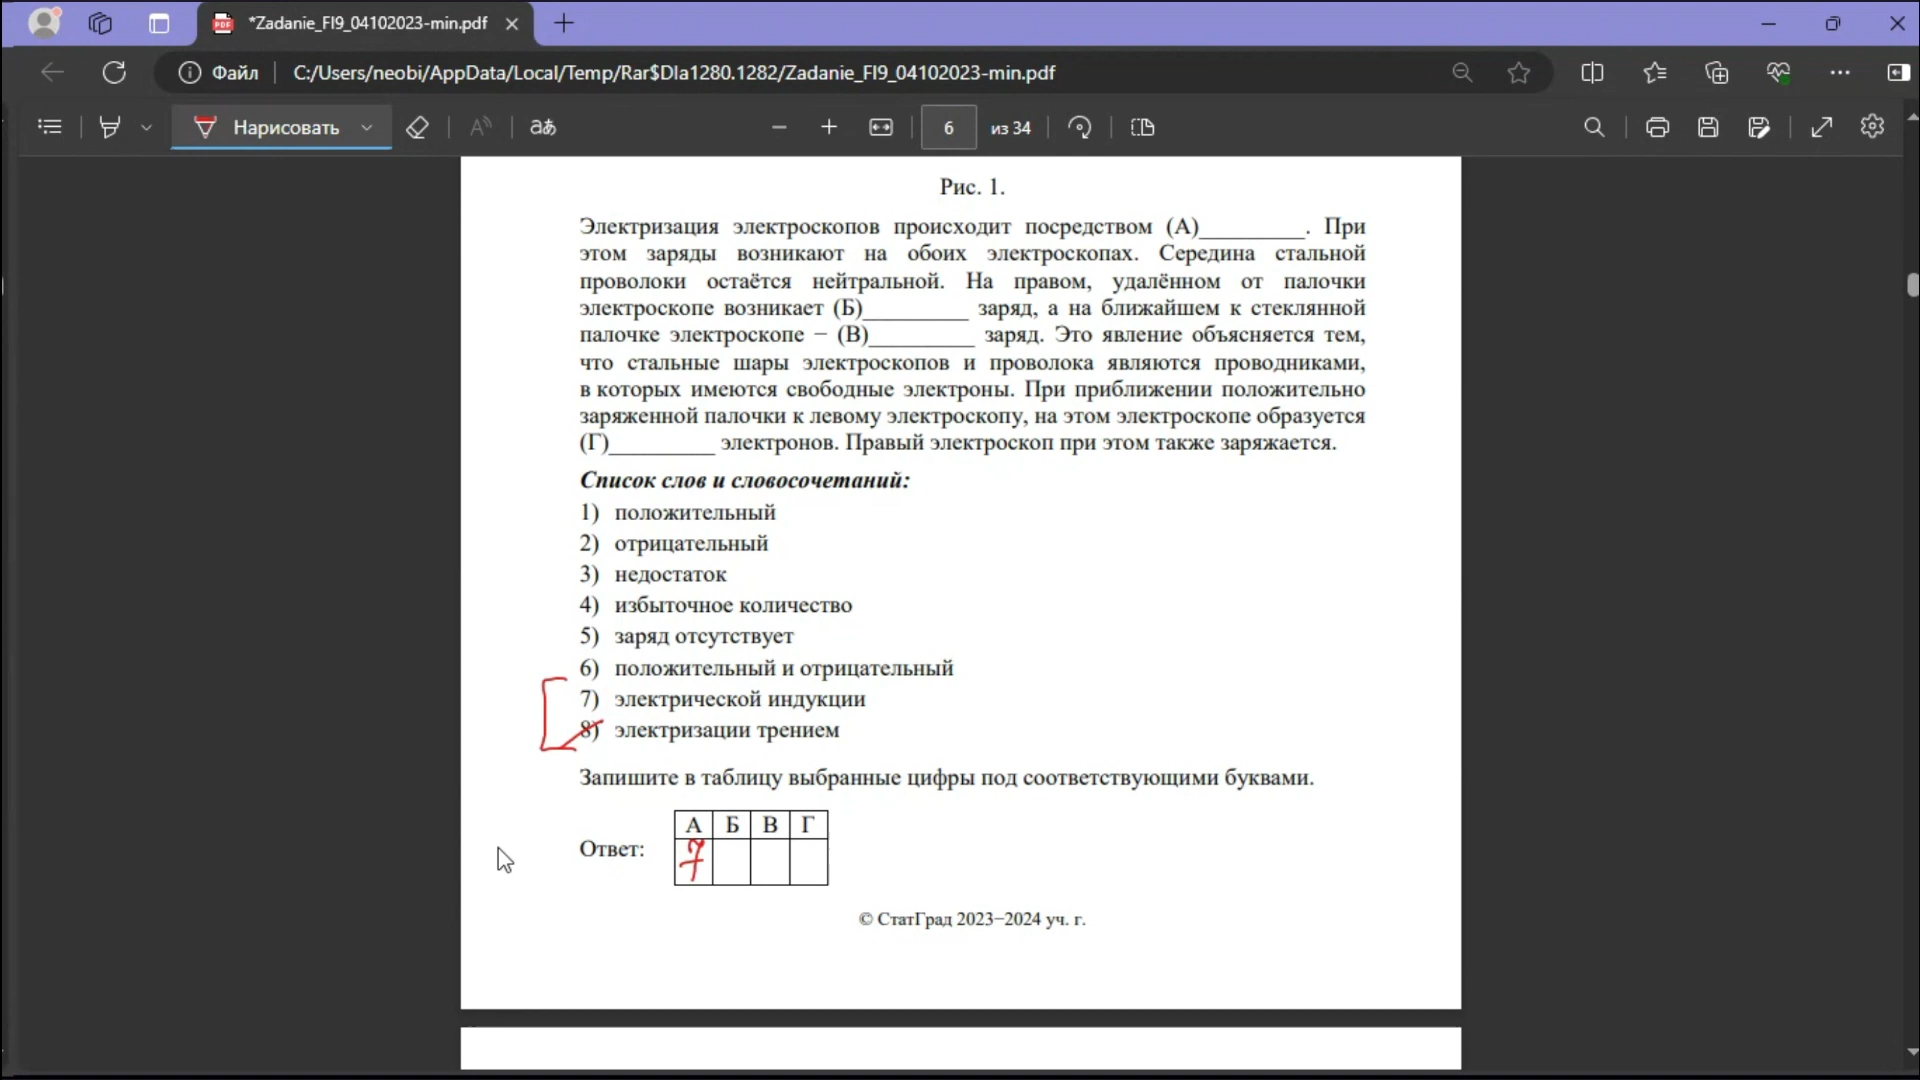 *Zadanie_FI9_04102023-min.pdf
Файл
C:/Users/neobi/AppData/Local/Temp/Rar$DIa1280.1282/Zadanie_FI9_04102023-min.pdf
Нарисовать
aあ
6 из 34
Рис. 1.
Электризация электроскопов происходит посредством (А)_________. При
этом заряды возникают на обоих электроскопах. Середина стальной
проволоки остаётся нейтральной. На правом, удалённом от палочки
электроскопе возникает (Б)_________ заряд, а на ближайшем к стеклянной
палочке электроскопе − (В)_________ заряд. Это явление объясняется тем,
что стальные шары электроскопов и проволока являются проводниками,
в которых имеются свободные электроны. При приближении положительно
заряженной палочки к левому электроскопу, на этом электроскопе образуется
(Г)_________ электронов. Правый электроскоп при этом также заряжается.
Список слов и словосочетаний:
1) положительный
2) отрицательный
3) недостаток
4) избыточное количество
5) заряд отсутствует
6) положительный и отрицательный
7) электрической индукции
8) электризации трением
Запишите в таблицу выбранные цифры под соответствующими буквами.
А Б В Г
Ответ:
7
© СтатГрад 2023−2024 уч. г.